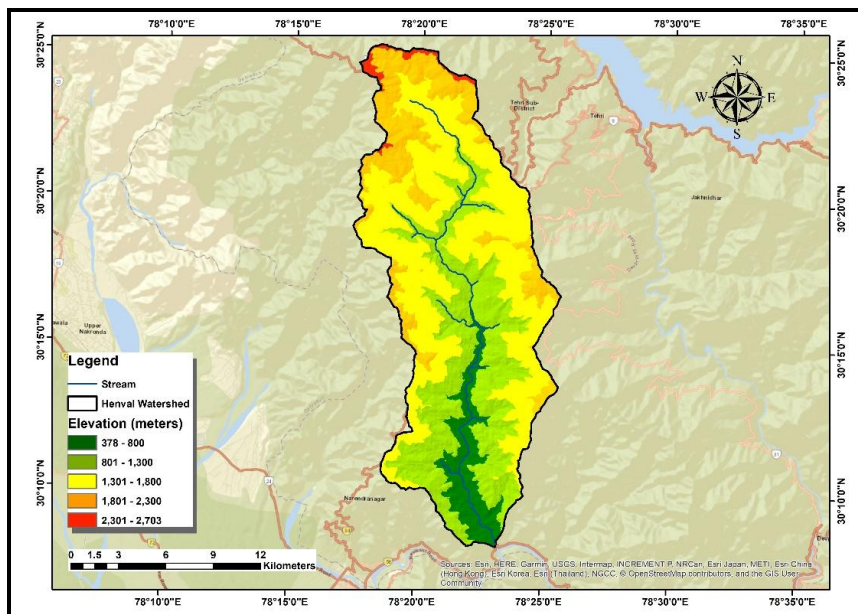 78°10'0"E 78°15'0"E 78°20'0"E 78°25'0"E 78°30'0"E 78°35'0"E
30°25'0"N
30°20'0"N
30°15'0"N
30°10'0"N
N
W E
S
Tehri Sub-
District
Tehri
Jakhnidhar
Upper
Nakronda
Narendranagar
Legend
Stream
Henval Watershed
Elevation (meters)
378 - 800
801 - 1,300
1,301 - 1,800
1,801 - 2,300
2,301 - 2,703
0 1.5 3 6 9 12
Kilometers
Sources: Esri, HERE, Garmin, USGS, Intermap, INCREMENT P, NRCan, Esri Japan, METI, Esri China
(Hong Kong), Esri Korea, Esri (Thailand), NGCC, © OpenStreetMap contributors, and the GIS User
Community
30°25'0"N
30°20'0"N
30°15'0"N
30°10'0"N
78°10'0"E 78°15'0"E 78°20'0"E 78°25'0"E 78°30'0"E 78°35'0"E